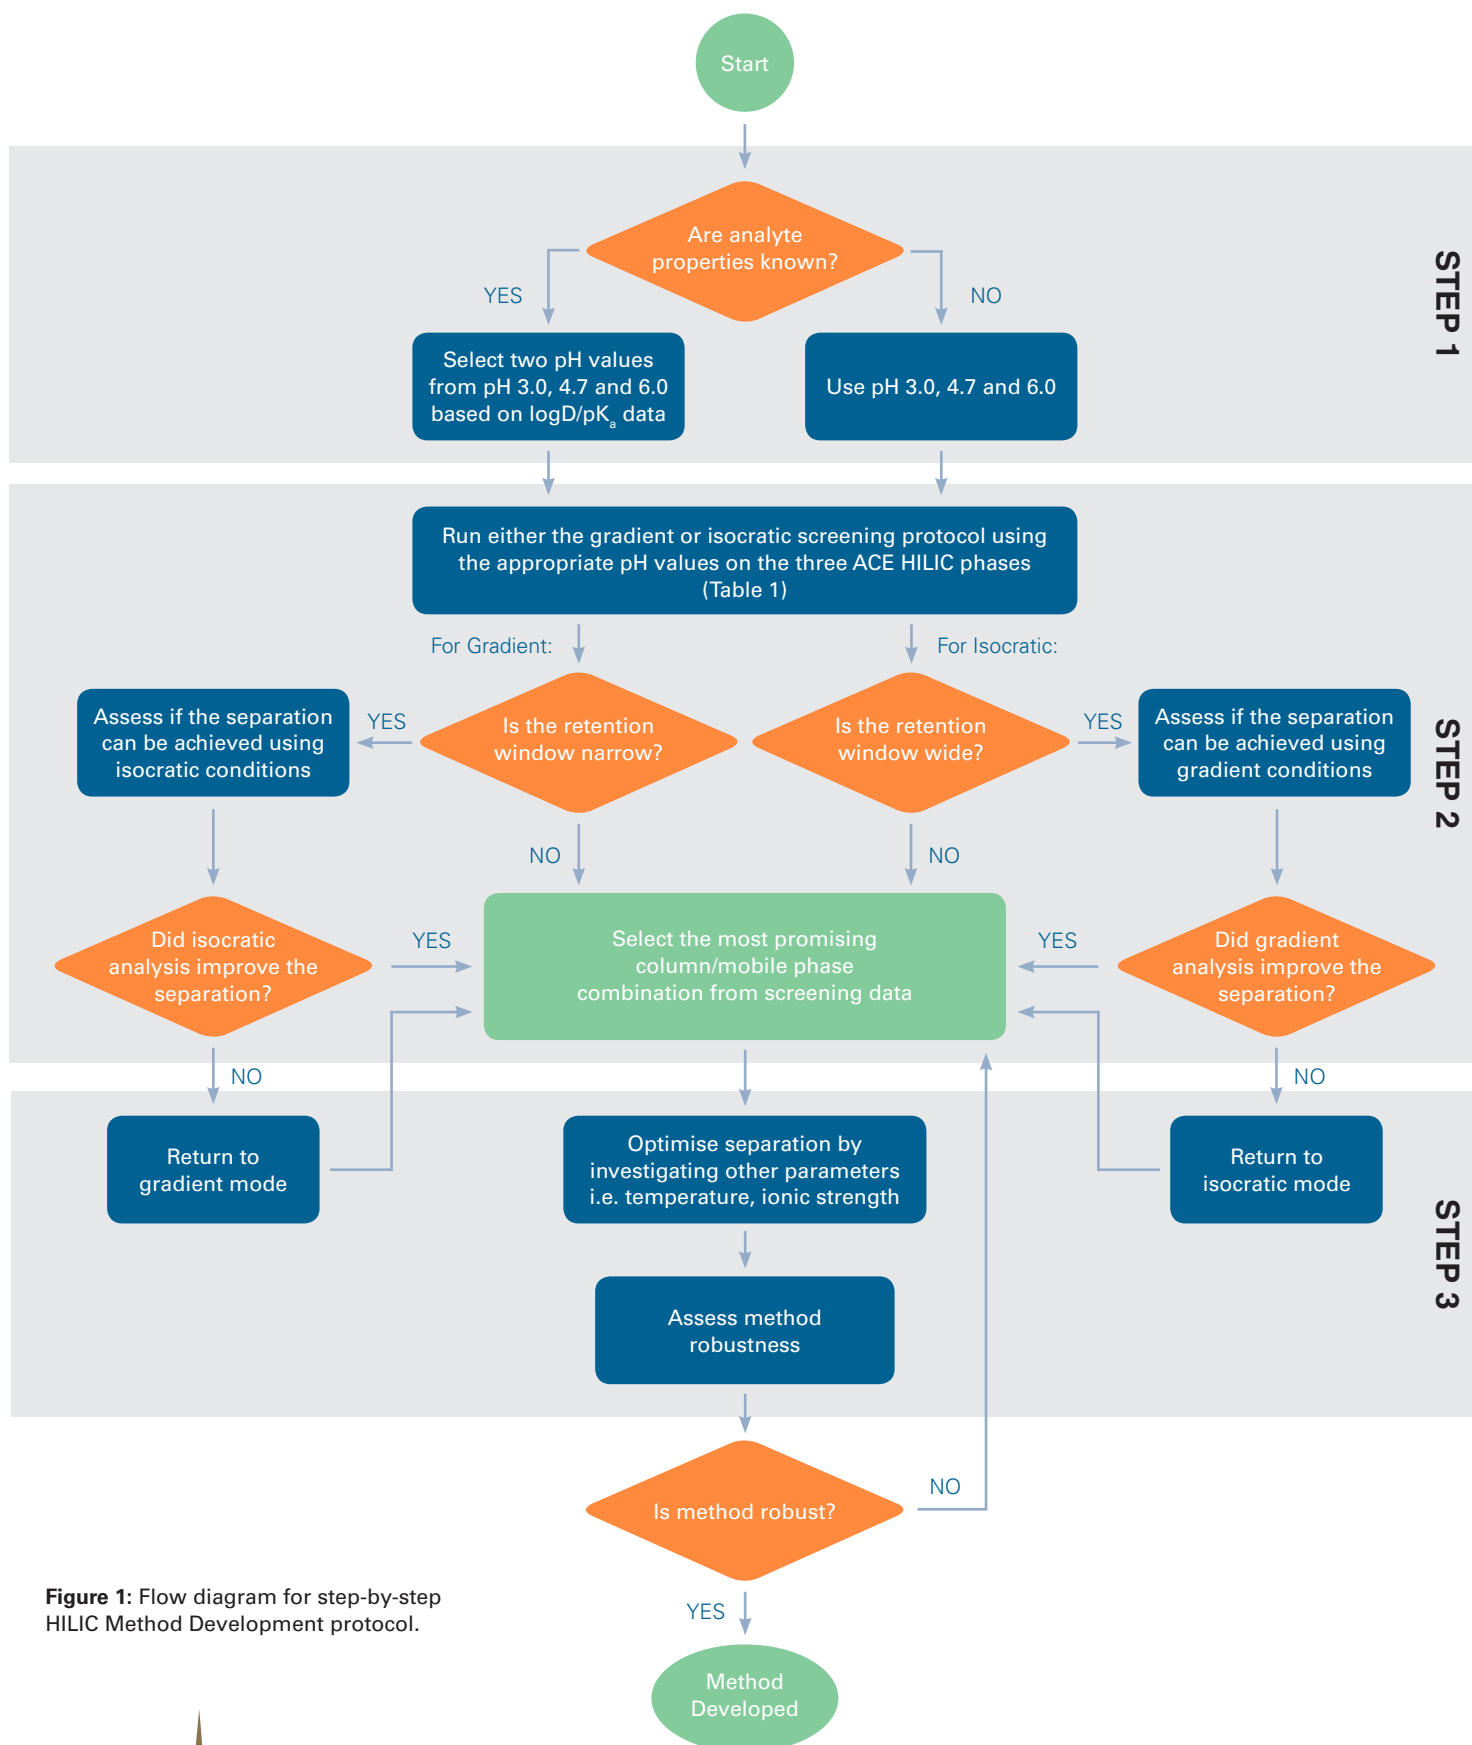 Start
Are analyte
properties known?
YES
NO
STEP 1
Select two pH values
from pH 3.0, 4.7 and 6.0
based on logD/pKa data
Use pH 3.0, 4.7 and 6.0
Run either the gradient or isocratic screening protocol using
the appropriate pH values on the three ACE HILIC phases
(Table 1)
For Gradient:
For Isocratic:
Assess if the separation
can be achieved using
isocratic conditions
YES
Is the retention
window narrow?
Is the retention
window wide?
YES
Assess if the separation
can be achieved using
gradient conditions
STEP 2
NO
NO
Did isocratic
analysis improve the
separation?
YES
Select the most promising
column/mobile phase
combination from screening data
YES
Did gradient
analysis improve the
separation?
NO
NO
Return to
gradient mode
Optimise separation by
investigating other parameters
i.e. temperature, ionic strength
Return to
isocratic mode
STEP 3
Assess method
robustness
Is method robust?
NO
YES
Method
Developed
Figure 1: Flow diagram for step-by-step
HILIC Method Development protocol.